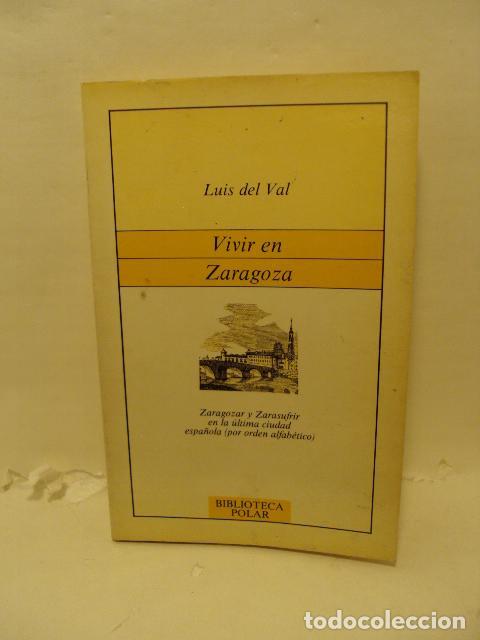 Luis del Val
Vivir en
Zaragoza
Zaragozar y Zarasufrir
en la última ciudad
española (por orden alfabético)
BIBLIOTECA
POLAR
todocoleccion.net